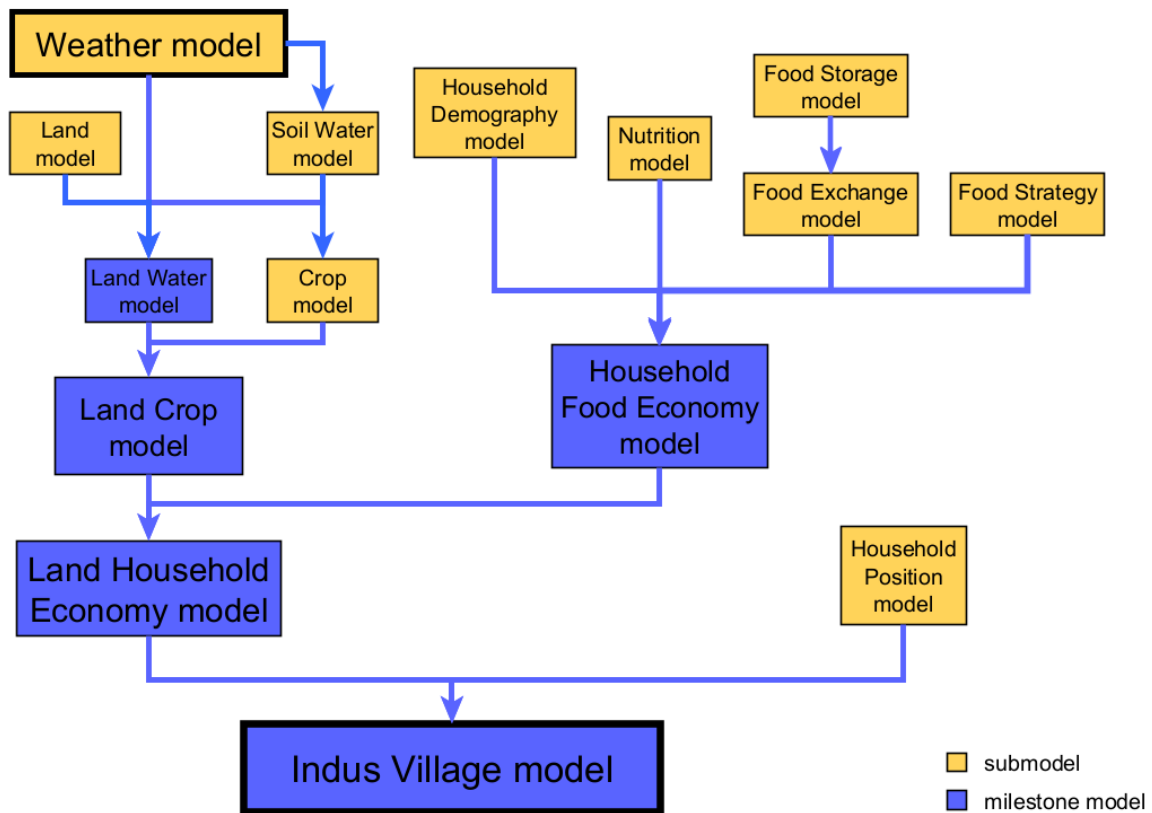 Weather model
Land
model
Soil Water
model
Household
Demography
model
Nutrition
model
Food Storage
model
Food Exchange
model
Food Strategy
model
Land Water
model
Crop
model
Land Crop
model
Household
Food Economy
model
Land Household
Economy model
Household
Position
model
Indus Village model
submodel
milestone model